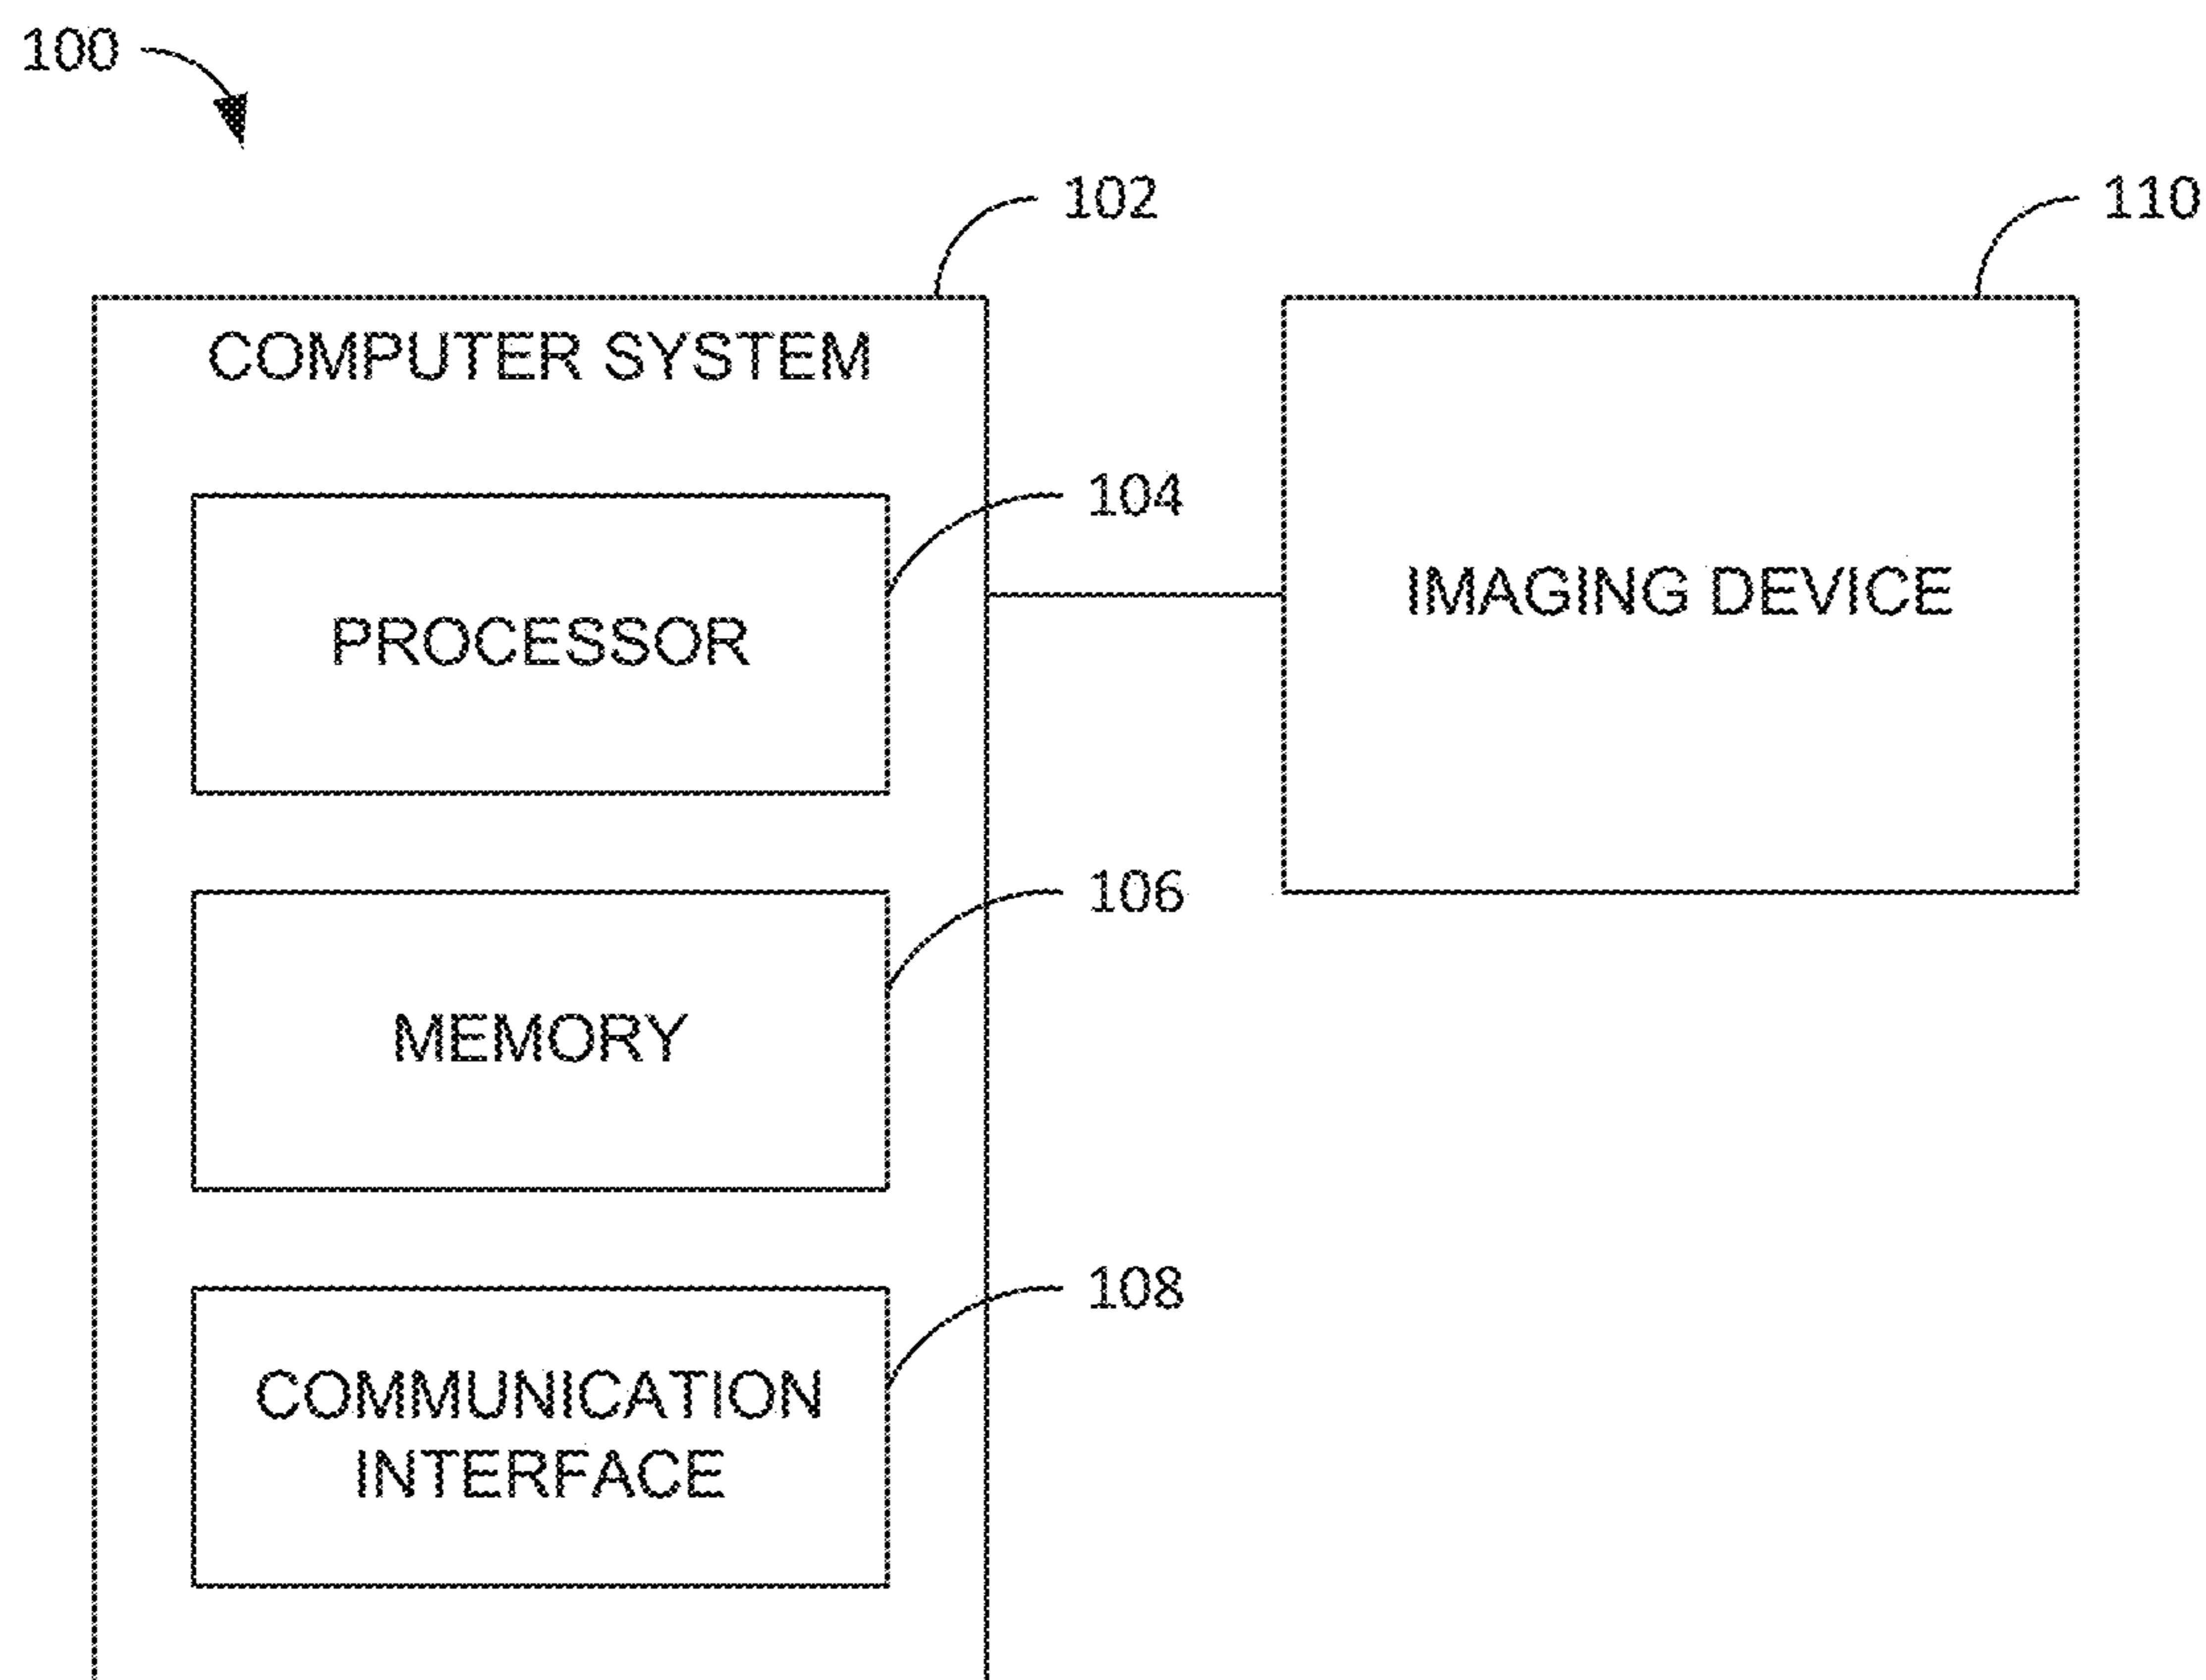 100
102
110
COMPUTER SYSTEM
104
PROCESSOR
IMAGING DEVICE
106
MEMORY
108
COMMUNICATION
INTERFACE